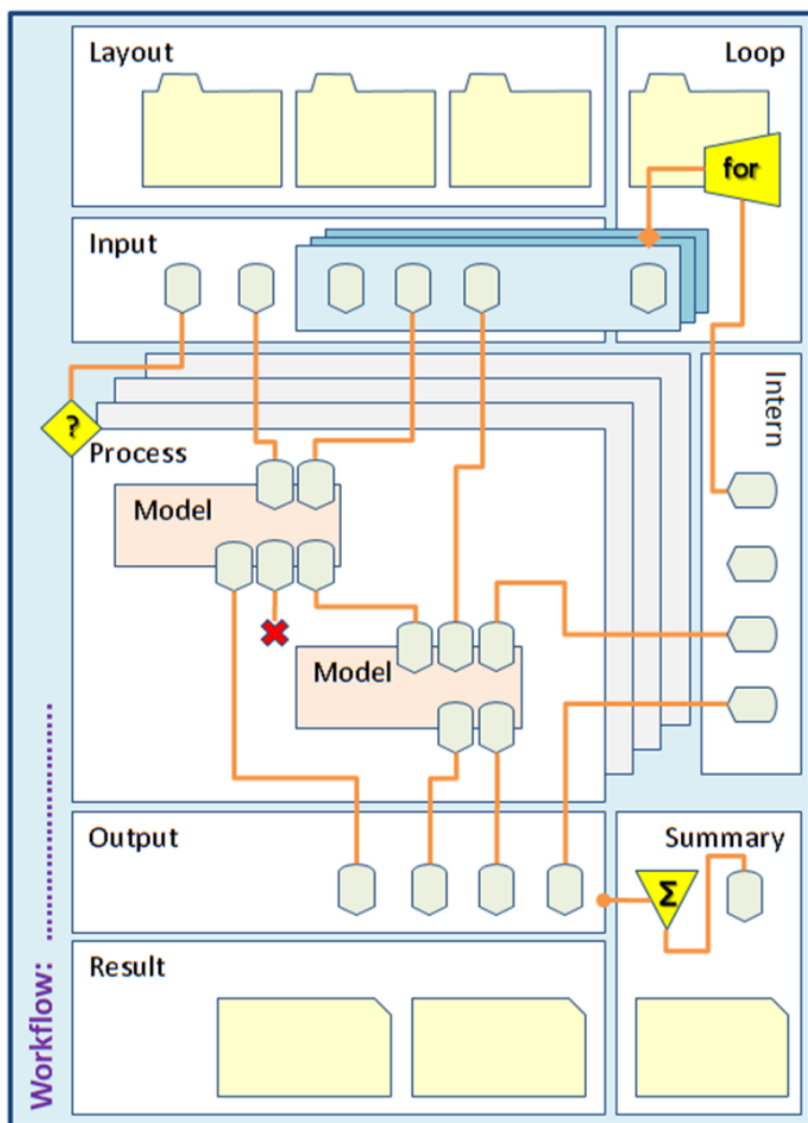 Layout
Loop
for
Input
Intern
?
Process
Model
Model
Output
Summary
Σ
Result
Workflow: ...........................